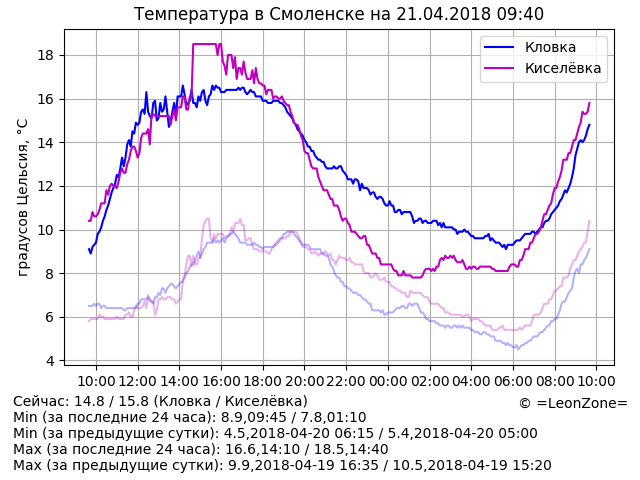 Температура в Смоленске на 21.04.2018 09:40
Кловка
Киселёвка
градусов Цельсия, °C
18
16
14
12
10
8
6
4
10:00 12:00 14:00 16:00 18:00 20:00 22:00 00:00 02:00 04:00 06:00 08:00 10:00
Сейчас: 14.8 / 15.8 (Кловка / Киселёвка)
© =LeonZone=
Min (за последние 24 часа): 8.9,09:45 / 7.8,01:10
Min (за предыдущие сутки): 4.5,2018-04-20 06:15 / 5.4,2018-04-20 05:00
Max (за последние 24 часа): 16.6,14:10 / 18.5,14:40
Max (за предыдущие сутки): 9.9,2018-04-19 16:35 / 10.5,2018-04-19 15:20